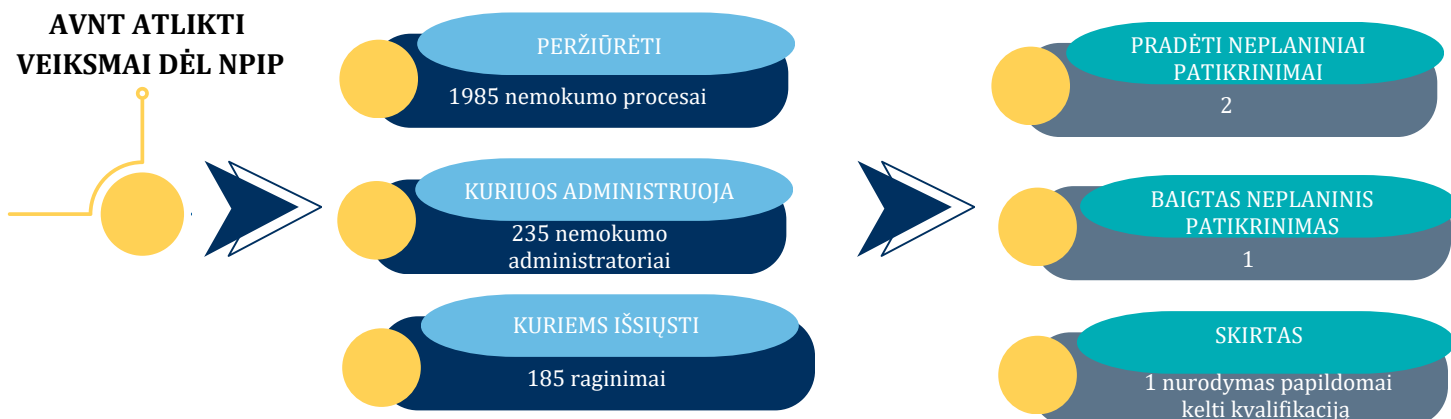 AVNT ATLIKTI
VEIKSMAI DĖL NPIP
PERŽIŪRĖTI
1985 nemokumo procesai
KURIUOS ADMINISTRUOJA
235 nemokumo
administratoriai
KURIEMS IŠSIŲSTI
185 raginimai
PRADĖTI NEPLANINIAI
PATIKRINIMAI
2
BAIGTAS NEPLANINIS
PATIKRINIMAS
1
SKIRTAS
1 nurodymas papildomai
kelti kvalifikaciją